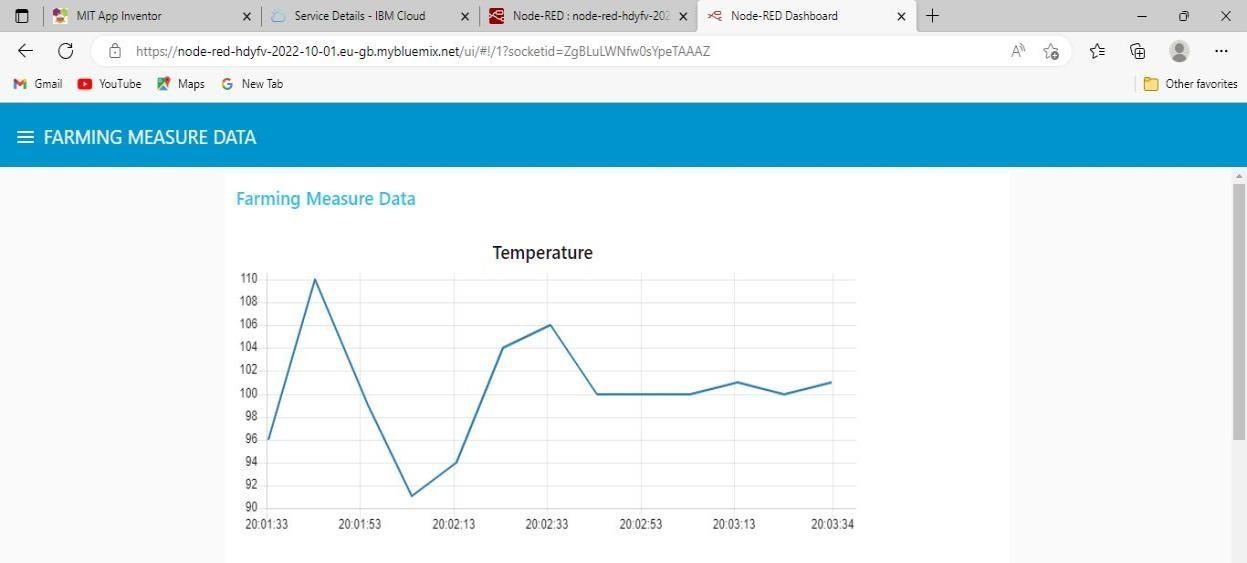 MIT App Inventor
Service Details - IBM Cloud
Node-RED : node-red-hdyfv-202
Node-RED Dashboard
https://node-red-hdyfv-2022-10-01.eu-gb.mybluemix.net/ui/#!/1?socketid=ZgBLuLWNfw0sYpeTAAAZ
Gmail
YouTube
Maps
New Tab
Other favorites
FARMING MEASURE DATA
Farming Measure Data
Temperature
110
108
106
104
102
100
98
96
94
92
90
20:01:33 20:01:53 20:02:13 20:02:33 20:02:53 20:03:13 20:03:34